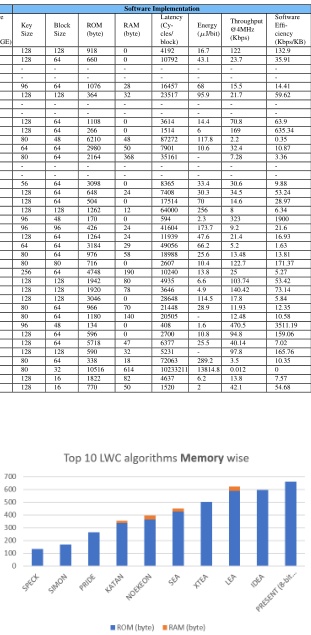 Software Implementation
e
GE)
Key Size
Block Size
ROM (byte)
RAM (byte)
Latency (Cy- cles/ block)
Energy (μJ/bit)
Throughput @4MHz (Kbps)
Software Effi- ciency (Kbps/KB)
128 128 918 0 4192 16.7 122 132.9
128 64 660 0 10792 43.1 23.7 35.91
- - - - - - - -
- - - - - - - -
96 64 1076 28 16457 68 15.5 14.41
128 128 364 32 23517 95.9 21.7 59.62
- - - - - - - -
- - - - - - - -
128 64 1108 0 3614 14.4 70.8 63.9
128 64 266 0 1514 6 169 635.34
80 48 6210 48 87272 117.8 2.2 0.35
64 64 2980 50 7901 10.6 32.4 10.87
80 64 2164 368 35161 - 7.28 3.36
- - - - - - - -
- - - - - - - -
56 64 3098 0 8365 33.4 30.6 9.88
128 64 648 24 7408 30.3 34.5 53.24
128 64 504 0 17514 70 14.6 28.97
128 128 1262 12 64000 256 8 6.34
96 48 170 0 594 2.3 323 1900
96 96 426 24 41604 173.7 9.2 21.6
128 64 1264 24 11939 47.6 21.4 16.93
64 64 3184 29 49056 66.2 5.2 1.63
80 64 976 58 18988 25.6 13.48 13.81
80 80 716 0 2607 10.4 122.7 171.37
256 64 4748 190 10240 13.8 25 5.27
128 128 1942 80 4935 6.6 103.74 53.42
128 128 1920 78 3646 4.9 140.42 73.14
128 128 3046 0 28648 114.5 17.8 5.84
80 64 966 70 21448 28.9 11.93 12.35
80 64 1180 140 20505 - 12.48 10.58
96 48 134 0 408 1.6 470.5 3511.19
128 64 596 0 2700 10.8 94.8 159.06
128 64 5718 47 6377 25.5 40.14 7.02
128 128 590 32 5231 - 97.8 165.76
80 64 338 18 72063 289.2 3.5 10.35
80 32 10516 614 10233211 13814.8 0.012 0
128 16 1822 82 4637 6.2 13.8 7.57
128 16 770 50 1520 2 42.1 54.68
Top 10 LWC algorithms Memory wise
700
600
500
400
300
200
100
0
SPECK SIMON PRIDE KATAN NOEKEON SEA XTEA LEA IDEA PRESENT (8-bit...
ROM (byte) RAM (byte)